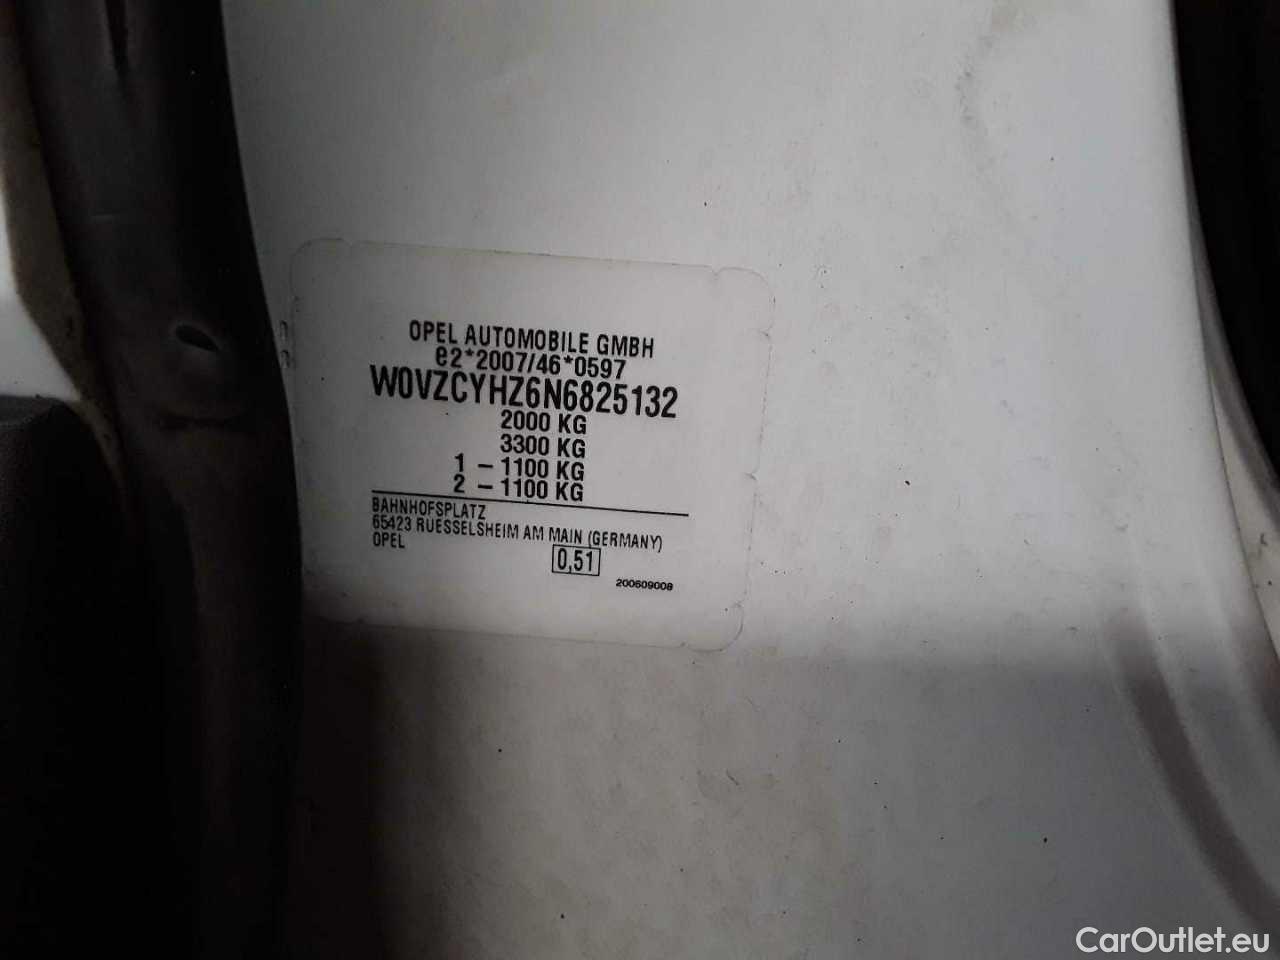 OPEL AUTOMOBILE GMBH
e2*2007/46*0597
W0VZCYHZ6N6825132
2000 KG
3300 KG
1 - 1100 KG
2 - 1100 KG
BAHNHOFSPLATZ
65423 RUESSELSHEIM AM MAIN (GERMANY)
OPEL
0,51
200609008
CarOutlet.eu